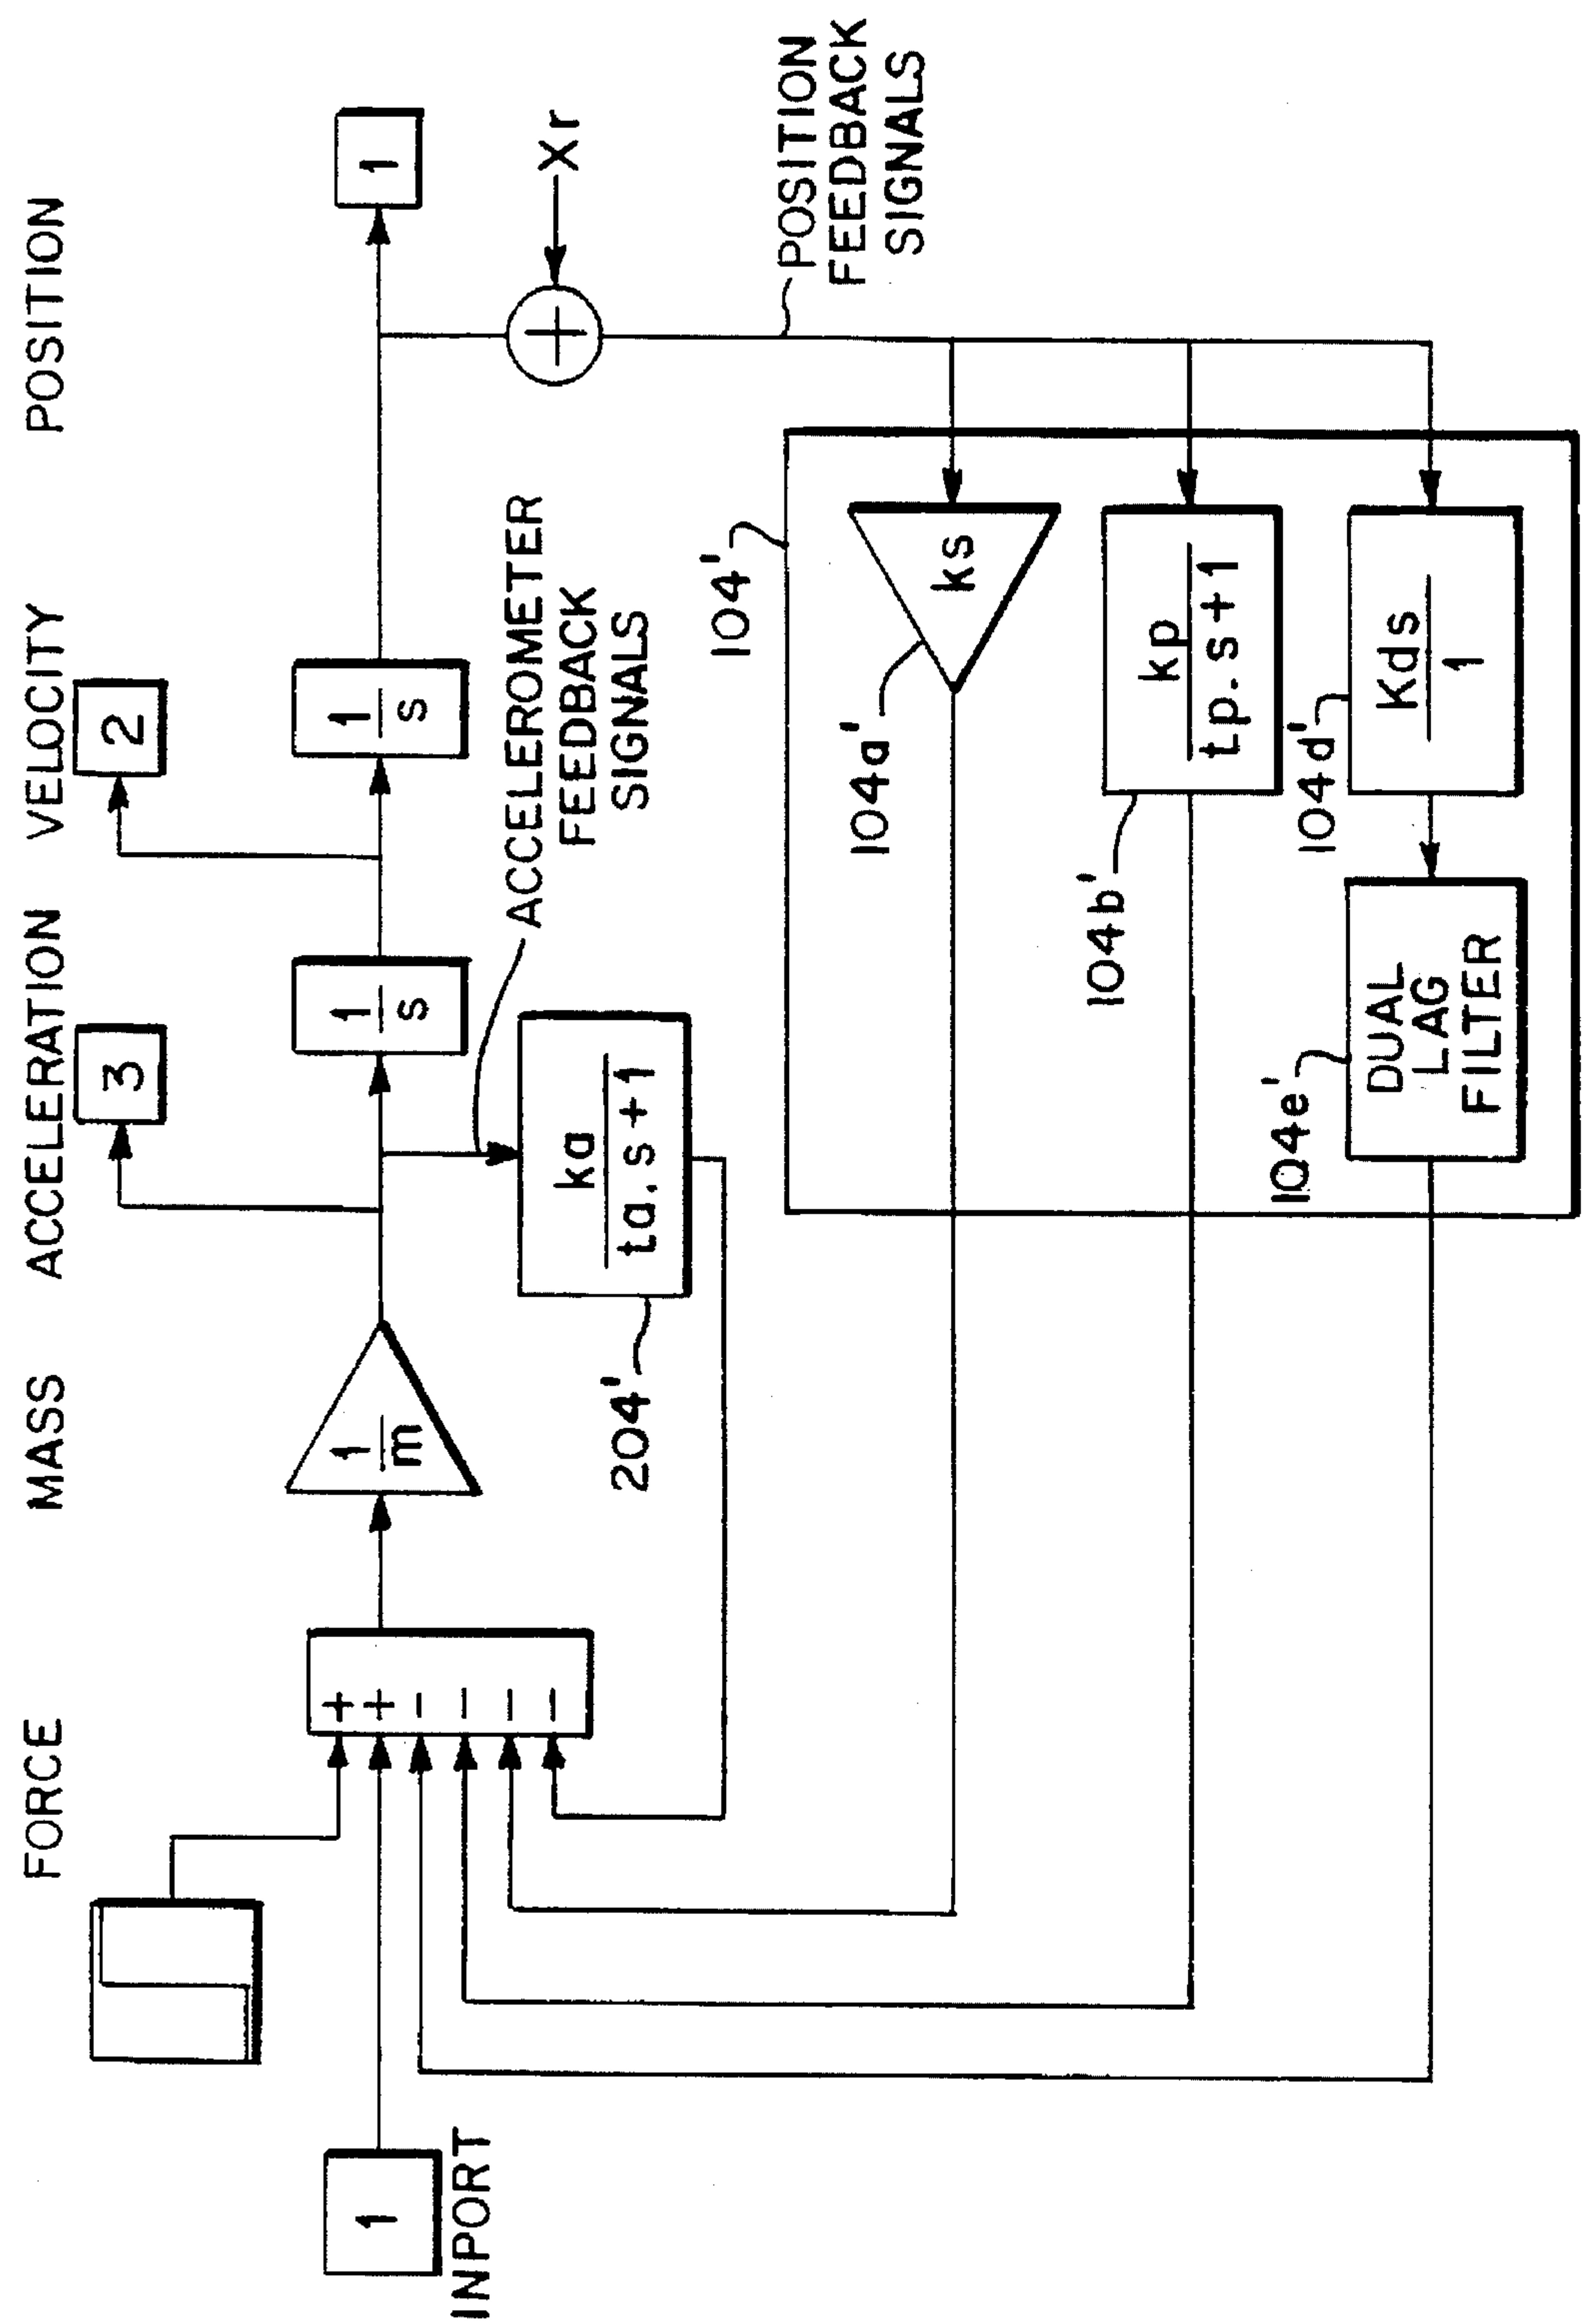 FORCE
MASS
ACCELERATION
VELOCITY
POSITION
3
2
1
INPORT
+
+
-
-
-
-
1
m
1
s
1
s
1
Xr
+
ka
ta.s+1
204'
ACCELEROMETER
FEEDBACK
SIGNALS
POSITION
FEEDBACK
SIGNALS
104'
104a'
ks
104b'
kp
tp.s+1
104d'
Kds
1
104e'
DUAL
LAG
FILTER